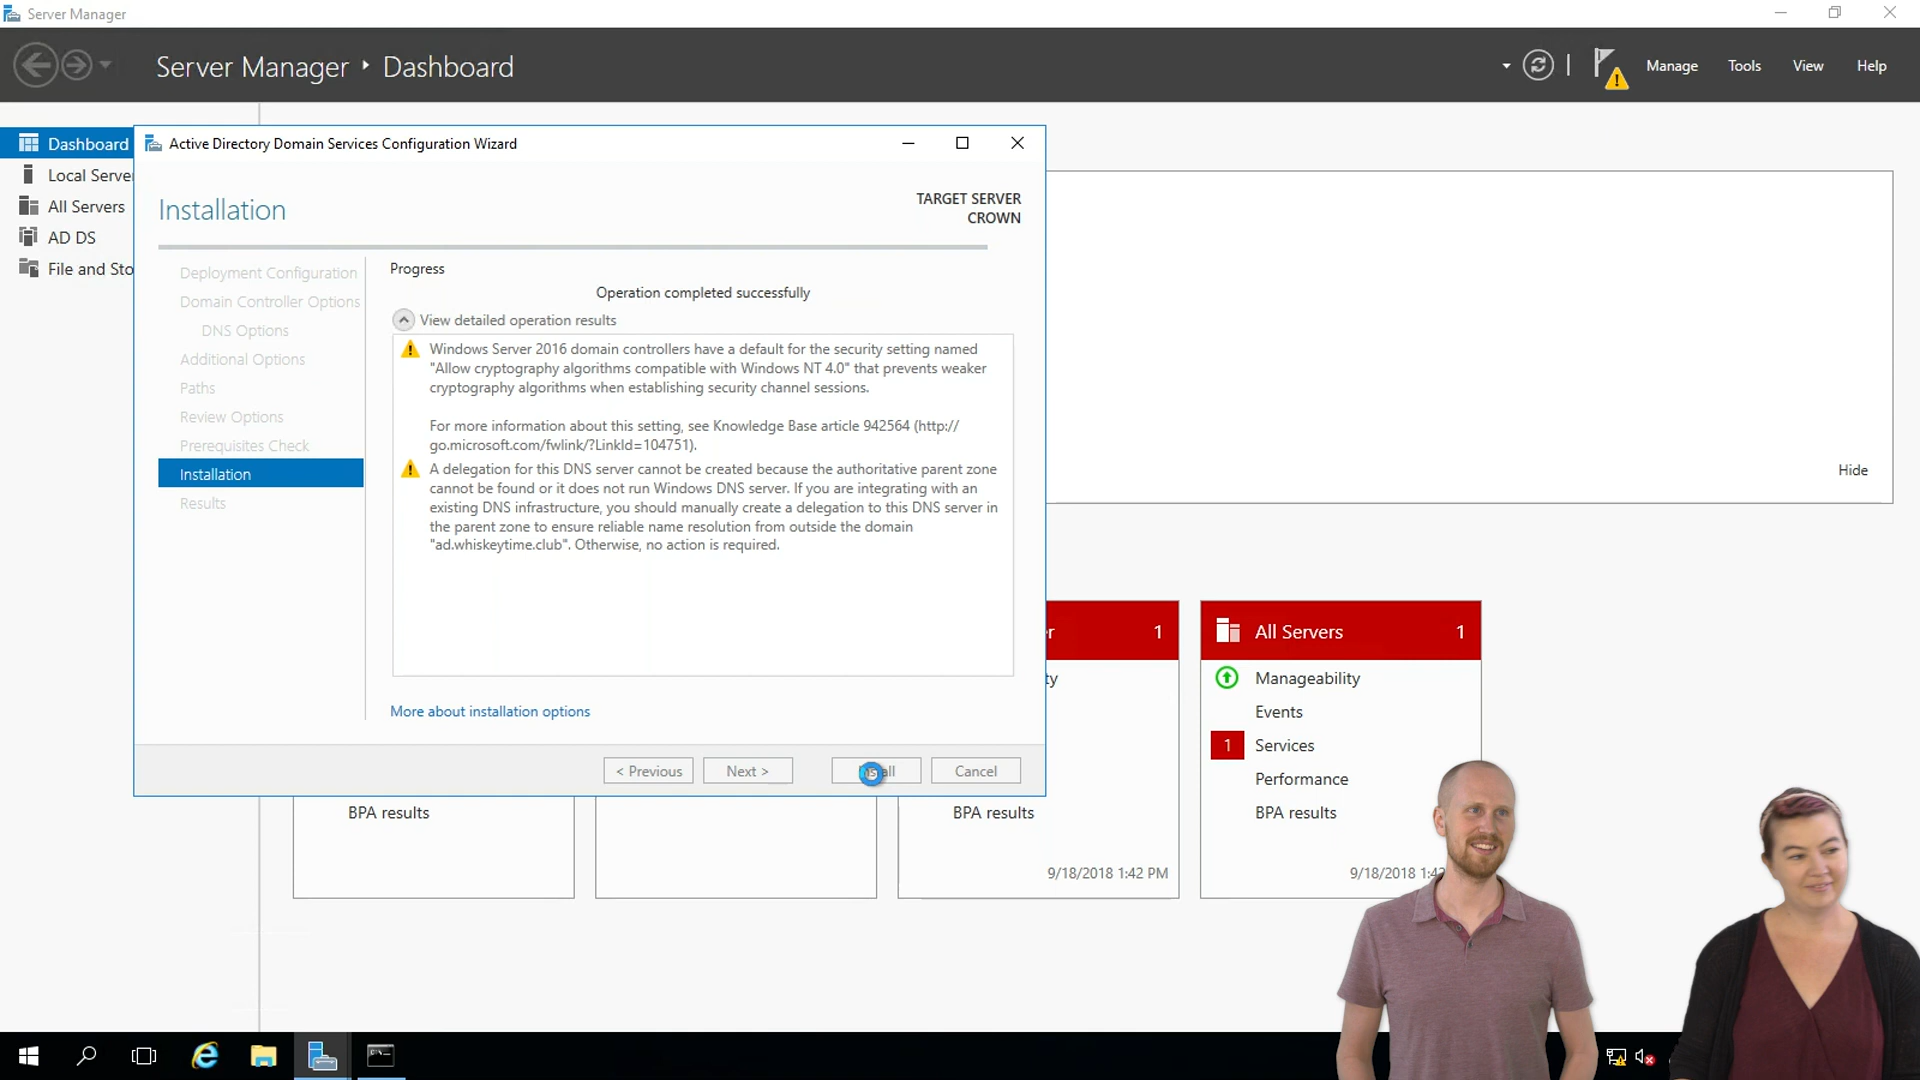 Server Manager
Server Manager Dashboard
Manage Tools View Help
Dashboard
Local Server
All Servers
AD DS
File and Sto
Active Directory Domain Services Configuration Wizard
Installation
TARGET SERVER
CROWN
Deployment Configuration
Domain Controller Options
DNS Options
Additional Options
Paths
Review Options
Prerequisites Check
Installation
Results
Progress
Operation completed successfully
View detailed operation results
Windows Server 2016 domain controllers have a default for the security setting named
"Allow cryptography algorithms compatible with Windows NT 4.0" that prevents weaker
cryptography algorithms when establishing security channel sessions.
For more information about this setting, see Knowledge Base article 942564 (http://
go.microsoft.com/fwlink/?LinkId=104751).
A delegation for this DNS server cannot be created because the authoritative parent zone
cannot be found or it does not run Windows DNS server. If you are integrating with an
existing DNS infrastructure, you should manually create a delegation to this DNS server in
the parent zone to ensure reliable name resolution from outside the domain
"ad.whiskeytime.club". Otherwise, no action is required.
More about installation options
< Previous Next > Install Cancel
Hide
r 1
ty
BPA results
BPA results
9/18/2018 1:42 PM
All Servers 1
Manageability
Events
1 Services
Performance
BPA results
9/18/2018 1:42